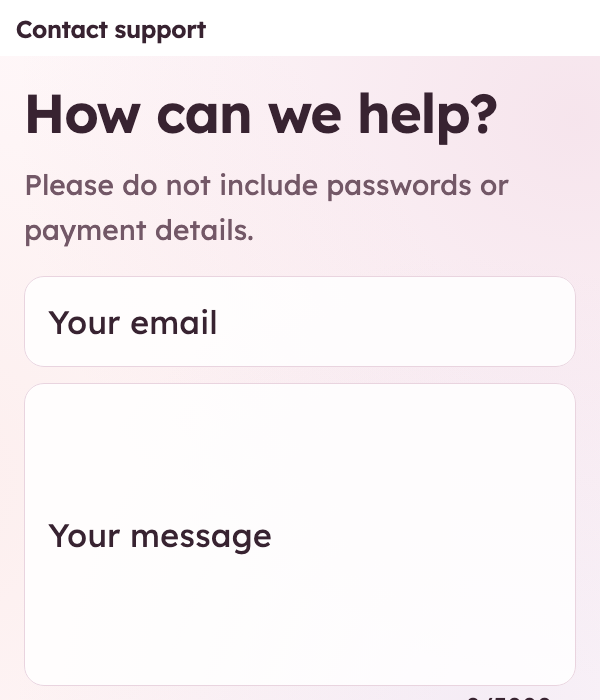 Contact support
How can we help?
Please do not include passwords or
payment details.
Your email
Your message